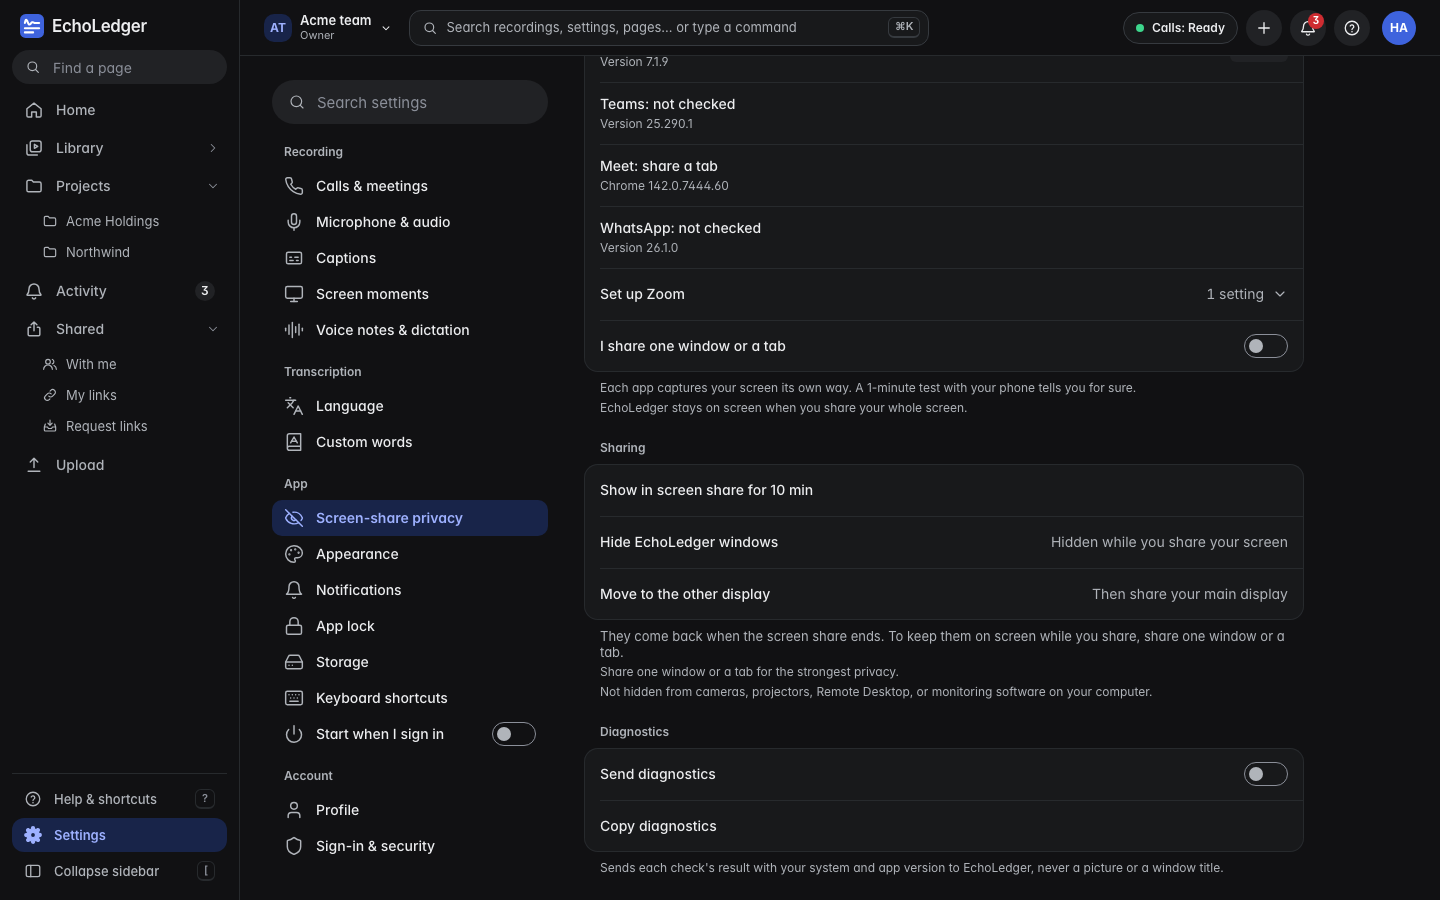 EchoLedger
Find a page
Home
Library
Projects
Acme Holdings
Northwind
Activity
3
Shared
With me
My links
Request links
Upload
Help & shortcuts
?
Settings
Collapse sidebar
[
AT
Acme team
Owner
Search recordings, settings, pages... or type a command
⌘K
Calls: Ready
3
HA
Search settings
Recording
Calls & meetings
Microphone & audio
Captions
Screen moments
Voice notes & dictation
Transcription
Language
Custom words
App
Screen-share privacy
Appearance
Notifications
App lock
Storage
Keyboard shortcuts
Start when I sign in
Account
Profile
Sign-in & security
Version 7.1.9
Teams: not checked
Version 25.290.1
Meet: share a tab
Chrome 142.0.7444.60
WhatsApp: not checked
Version 26.1.0
Set up Zoom
1 setting
I share one window or a tab
Each app captures your screen its own way. A 1-minute test with your phone tells you for sure.
EchoLedger stays on screen when you share your whole screen.
Sharing
Show in screen share for 10 min
Hide EchoLedger windows
Hidden while you share your screen
Move to the other display
Then share your main display
They come back when the screen share ends. To keep them on screen while you share, share one window or a
tab.
Share one window or a tab for the strongest privacy.
Not hidden from cameras, projectors, Remote Desktop, or monitoring software on your computer.
Diagnostics
Send diagnostics
Copy diagnostics
Sends each check's result with your system and app version to EchoLedger, never a picture or a window title.